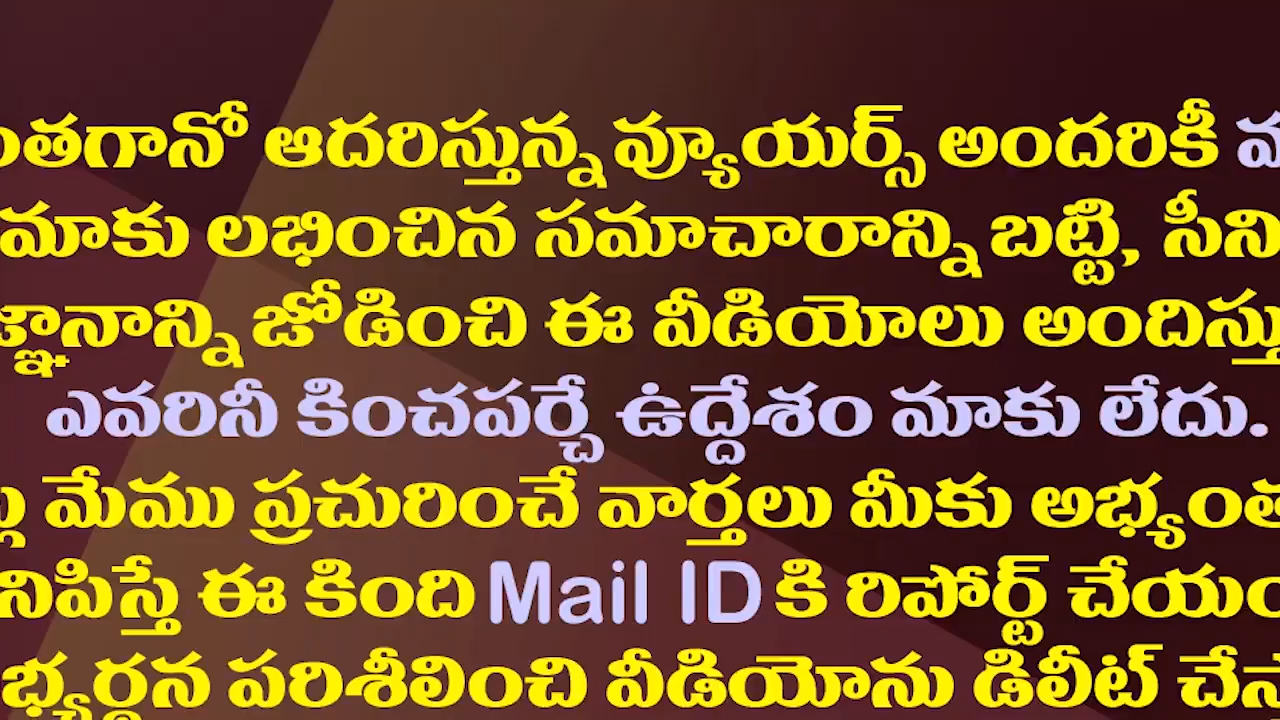 ంతగానో ఆదరిస్తున్న వ్యూయర్స్ అందరికీ
మాకు లభించిన సమాచారాన్ని బట్టి, సీని
జ్ఞానాన్ని జోడించి ఈ వీడియోలు అందిస్తు
ఎవరినీ కించపర్చే ఉద్దేశం మాకు లేదు.
మేము ప్రచురించే వార్తలు మీకు అభ్యంత
నిపిస్తే ఈ కింది Mail ID కి రిపోర్ట్ చేయం
భ్యర్థన పరిశీలించి వీడియోను డిలీట్ చేస